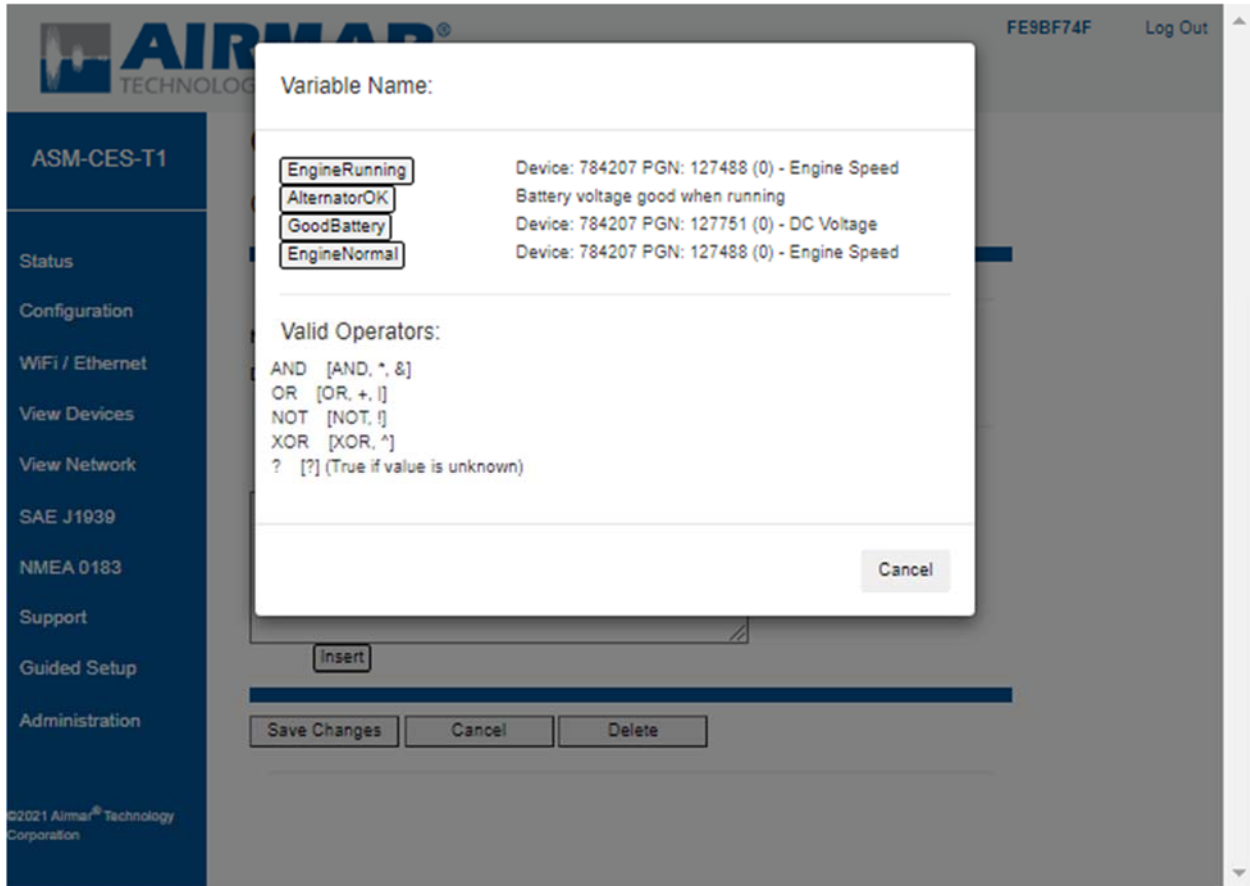 AIRMAR®
TECHNOLOG
FE9BF74F Log Out
ASM-CES-T1
Status
Configuration
WiFi / Ethernet
View Devices
View Network
SAE J1939
NMEA 0183
Support
Guided Setup
Administration
©2021 Airmar® Technology
Corporation
Variable Name:
EngineRunning Device: 784207 PGN: 127488 (0) - Engine Speed
AlternatorOK Battery voltage good when running
GoodBattery Device: 784207 PGN: 127751 (0) - DC Voltage
EngineNormal Device: 784207 PGN: 127488 (0) - Engine Speed
Valid Operators:
AND [AND, *, &]
OR [OR, +, |]
NOT [NOT, !]
XOR [XOR, ^]
? [?] (True if value is unknown)
Cancel
Insert
Save Changes Cancel Delete